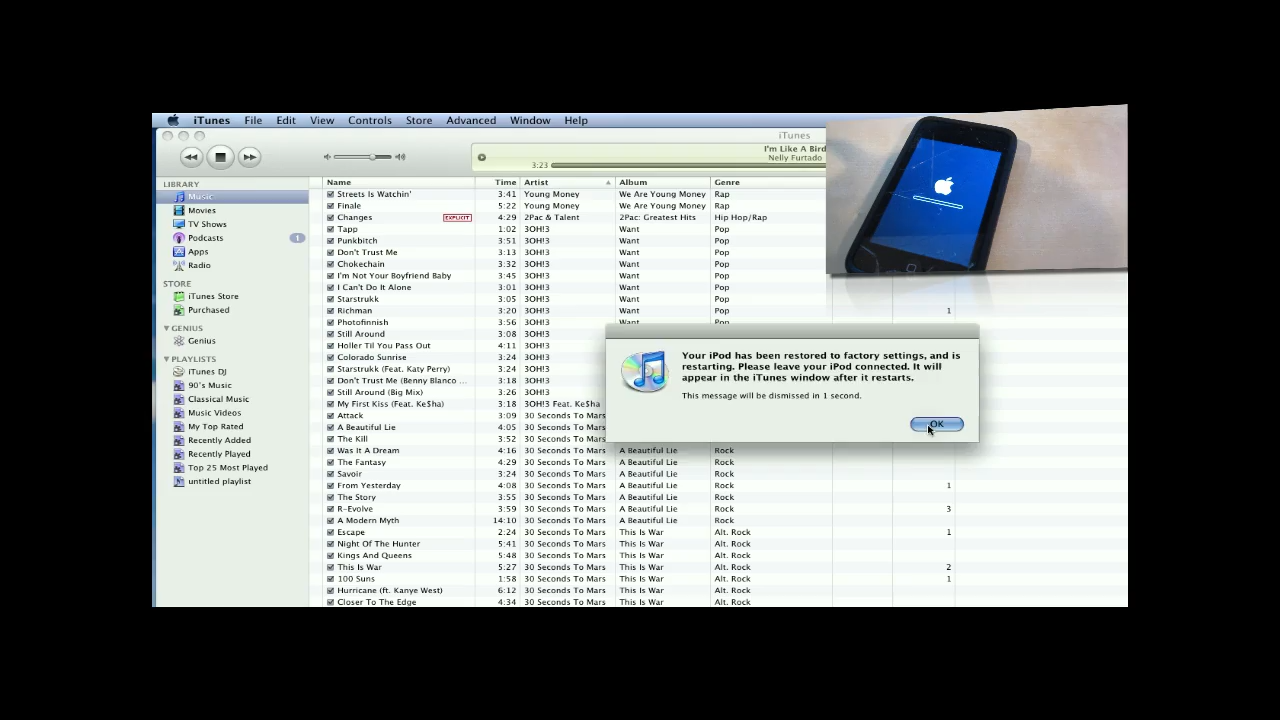 iTunes File Edit View Controls Store Advanced Window Help
iTunes
I'm Like A Bird
Nelly Furtado
3:23
LIBRARY
Music
Movies
TV Shows
Podcasts 1
Apps
Radio
STORE
iTunes Store
Purchased
GENIUS
Genius
PLAYLISTS
iTunes DJ
90's Music
Classical Music
Music Videos
My Top Rated
Recently Added
Recently Played
Top 25 Most Played
untitled playlist
Name Time Artist Album Genre
Streets Is Watchin' 3:41 Young Money We Are Young Money Rap
Finale 5:22 Young Money We Are Young Money Rap
Changes EXPLICIT 4:29 2Pac & Talent 2Pac: Greatest Hits Hip Hop/Rap
Tapp 1:02 3OH!3 Want Pop
Punkbitch 3:51 3OH!3 Want Pop
Don't Trust Me 3:13 3OH!3 Want Pop
Chokechain 3:32 3OH!3 Want Pop
I'm Not Your Boyfriend Baby 3:45 3OH!3 Want Pop
I Can't Do It Alone 3:01 3OH!3 Want Pop
Starstrukk 3:05 3OH!3 Want Pop
Richman 3:20 3OH!3 Want Pop 1
Photofinnish 3:56 3OH!3 Want Pop
Still Around 3:08 3OH!3
Holler Til You Pass Out 4:11 3OH!3
Colorado Sunrise 3:24 3OH!3
Starstrukk (Feat. Katy Perry) 3:24 3OH!3
Don't Trust Me (Benny Blanco ... 3:18 3OH!3
Still Around (Big Mix) 3:26 3OH!3
My First Kiss (Feat. Ke$ha) 3:18 3OH!3 Feat. Ke$ha
Attack 3:09 30 Seconds To Mars
A Beautiful Lie 4:05 30 Seconds To Mars
The Kill 3:52 30 Seconds To Mars
Was It A Dream 4:16 30 Seconds To Mars A Beautiful Lie Rock
The Fantasy 4:29 30 Seconds To Mars A Beautiful Lie Rock
Savoir 3:24 30 Seconds To Mars A Beautiful Lie Rock
From Yesterday 4:08 30 Seconds To Mars A Beautiful Lie Rock 1
The Story 3:55 30 Seconds To Mars A Beautiful Lie Rock
R-Evolve 3:59 30 Seconds To Mars A Beautiful Lie Rock 3
A Modern Myth 14:10 30 Seconds To Mars A Beautiful Lie Rock
Escape 2:24 30 Seconds To Mars This Is War Alt. Rock 1
Night Of The Hunter 5:41 30 Seconds To Mars This Is War Alt. Rock
Kings And Queens 5:48 30 Seconds To Mars This Is War Alt. Rock
This Is War 5:27 30 Seconds To Mars This Is War Alt. Rock 2
100 Suns 1:58 30 Seconds To Mars This Is War Alt. Rock 1
Hurricane (ft. Kanye West) 6:12 30 Seconds To Mars This Is War Alt. Rock
Closer To The Edge 4:34 30 Seconds To Mars This Is War Alt. Rock
Your iPod has been restored to factory settings, and is
restarting. Please leave your iPod connected. It will
appear in the iTunes window after it restarts.
This message will be dismissed in 1 second.
OK